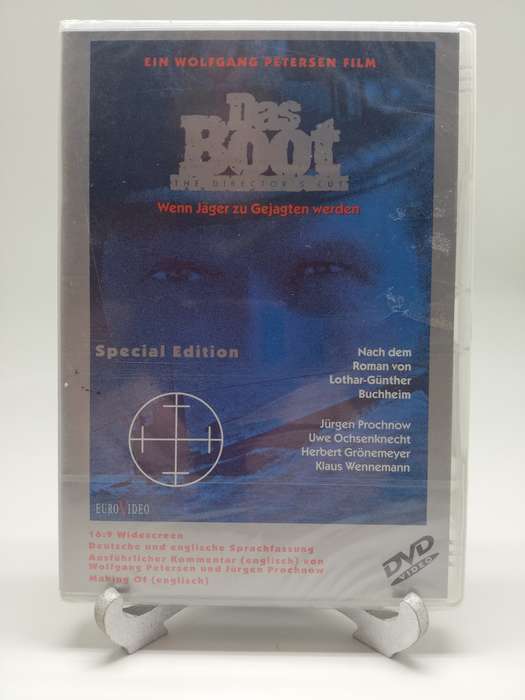 EIN WOLFGANG PETERSEN FILM
Das
Boot
THE DIRECTOR'S CUT
Wenn Jäger zu Gejagten werden
Special Edition
Nach dem
Roman von
Lothar-Günther
Buchheim
Jürgen Prochnow
Uwe Ochsenknecht
Herbert Grönemeyer
Klaus Wennemann
EUROVIDEO
16:9 Widescreen
Deutsche und englische Sprachfassung
Ausführlicher Kommentar (englisch) von
Wolfgang Petersen und Jürgen Prochnow
Making Of (englisch)
DVD
VIDEO